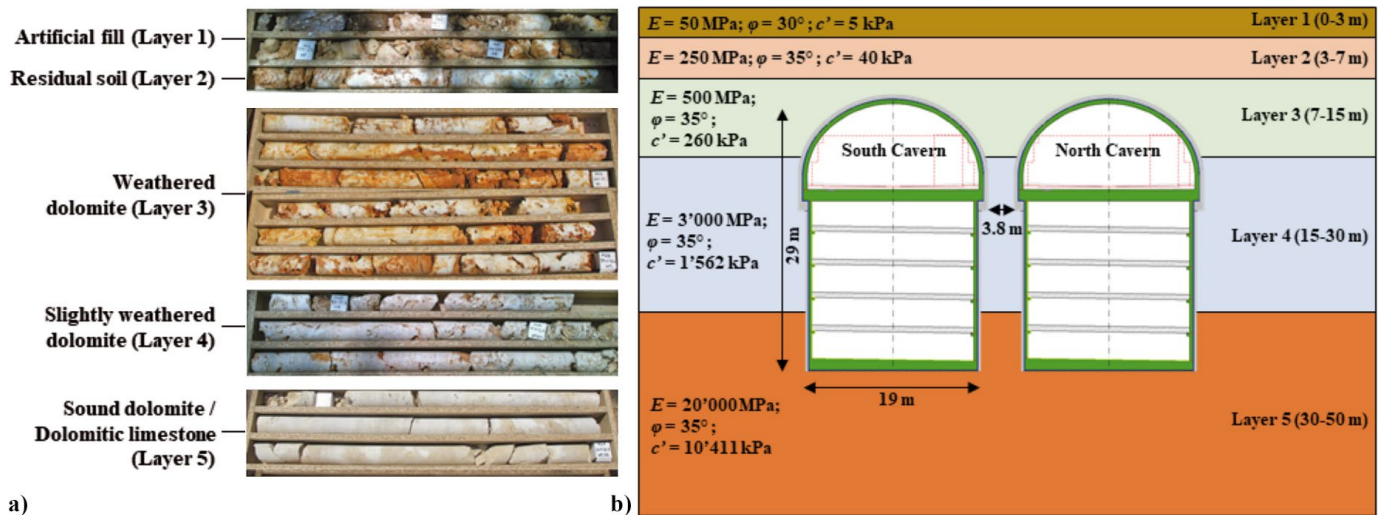 Artificial fill (Layer 1)
Residual soil (Layer 2)
Weathered
dolomite (Layer 3)
Slightly weathered
dolomite (Layer 4)
Sound dolomite /
Dolomitic limestone
(Layer 5)
a)
E = 50 MPa; φ = 30° ; c’ = 5 kPa
Layer 1 (0-3 m)
E = 250 MPa; φ = 35° ; c’ = 40 kPa
Layer 2 (3-7 m)
E = 500 MPa;
φ = 35° ;
c’ = 260 kPa
Layer 3 (7-15 m)
South Cavern
North Cavern
E = 3’000 MPa;
φ = 35° ;
c’ = 1’562 kPa
29 m
3.8 m
Layer 4 (15-30 m)
19 m
E = 20’000 MPa;
φ = 35° ;
c’ = 10’411 kPa
Layer 5 (30-50 m)
b)